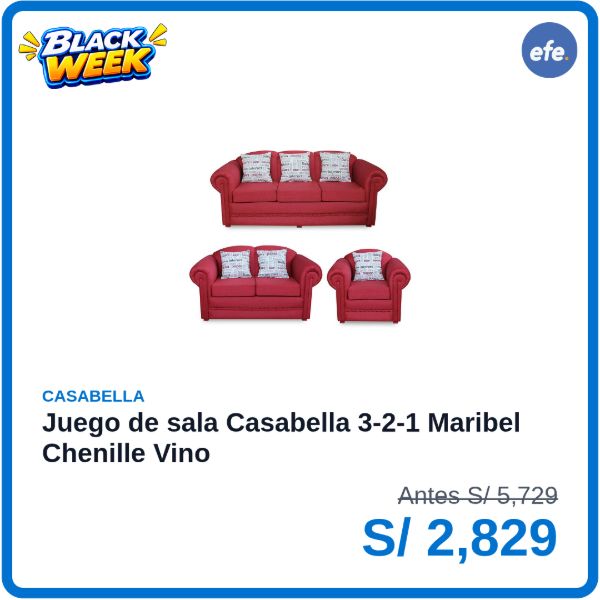 BLACK
WEEK
efe.
CASABELLA
Juego de sala Casabella 3-2-1 Maribel
Chenille Vino
Antes S/ 5,729
S/ 2,829